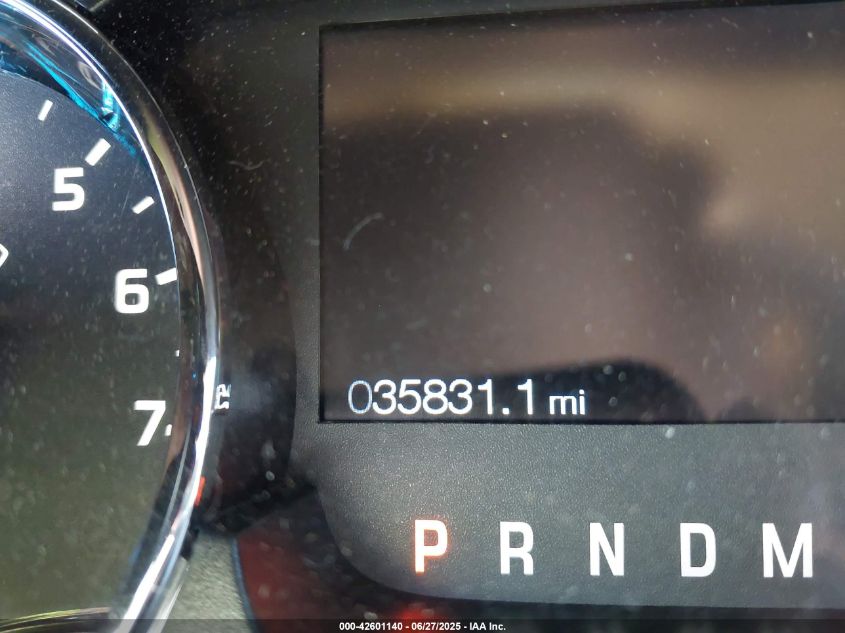 5
6
7
035831.1 mi
P R N D M
000-42601140 - 06/27/2025 - IAA Inc.